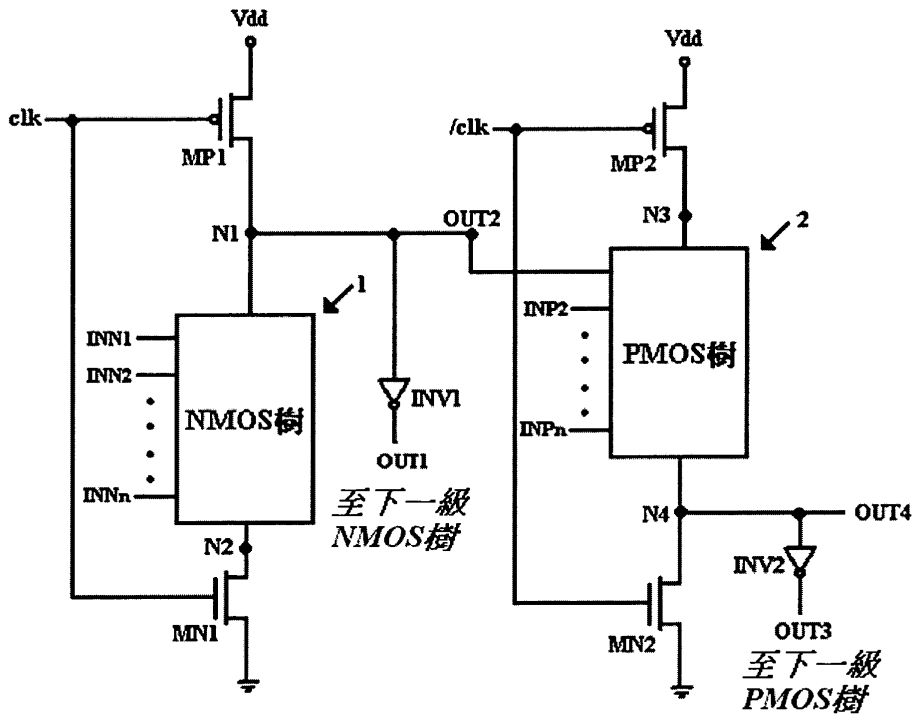 Vdd
clk
MP1
N1
OUT2
1
INN1
INN2
INNn
NMOS樹
INV1
OUT1
至下一級
NMOS樹
N2
MN1
Vdd
/clk
MP2
N3
2
INP2
INPn
PMOS樹
N4
OUT4
INV2
MN2
OUT3
至下一級
PMOS樹